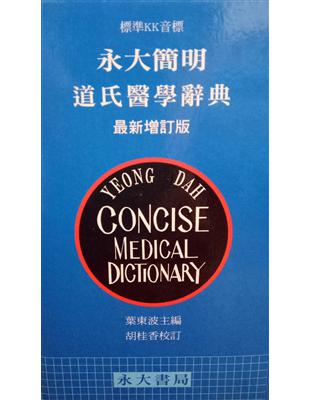 標準KK音標
永大簡明
道氏醫學辭典
最新增訂版
YEONG DAH
CONCISE
MEDICAL
DICTIONARY
葉東波主編
胡桂香校訂
永大書局